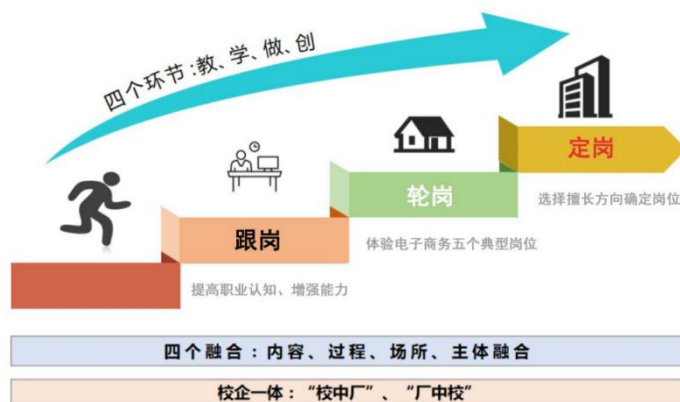 四个环节:教、学、做、创
定岗
选择擅长方向确定岗位
轮岗
体验电子商务五个典型岗位
跟岗
提高职业认知、增强能力
四个融合：内容、过程、场所、主体融合
校企一体：“校中厂”、“厂中校”